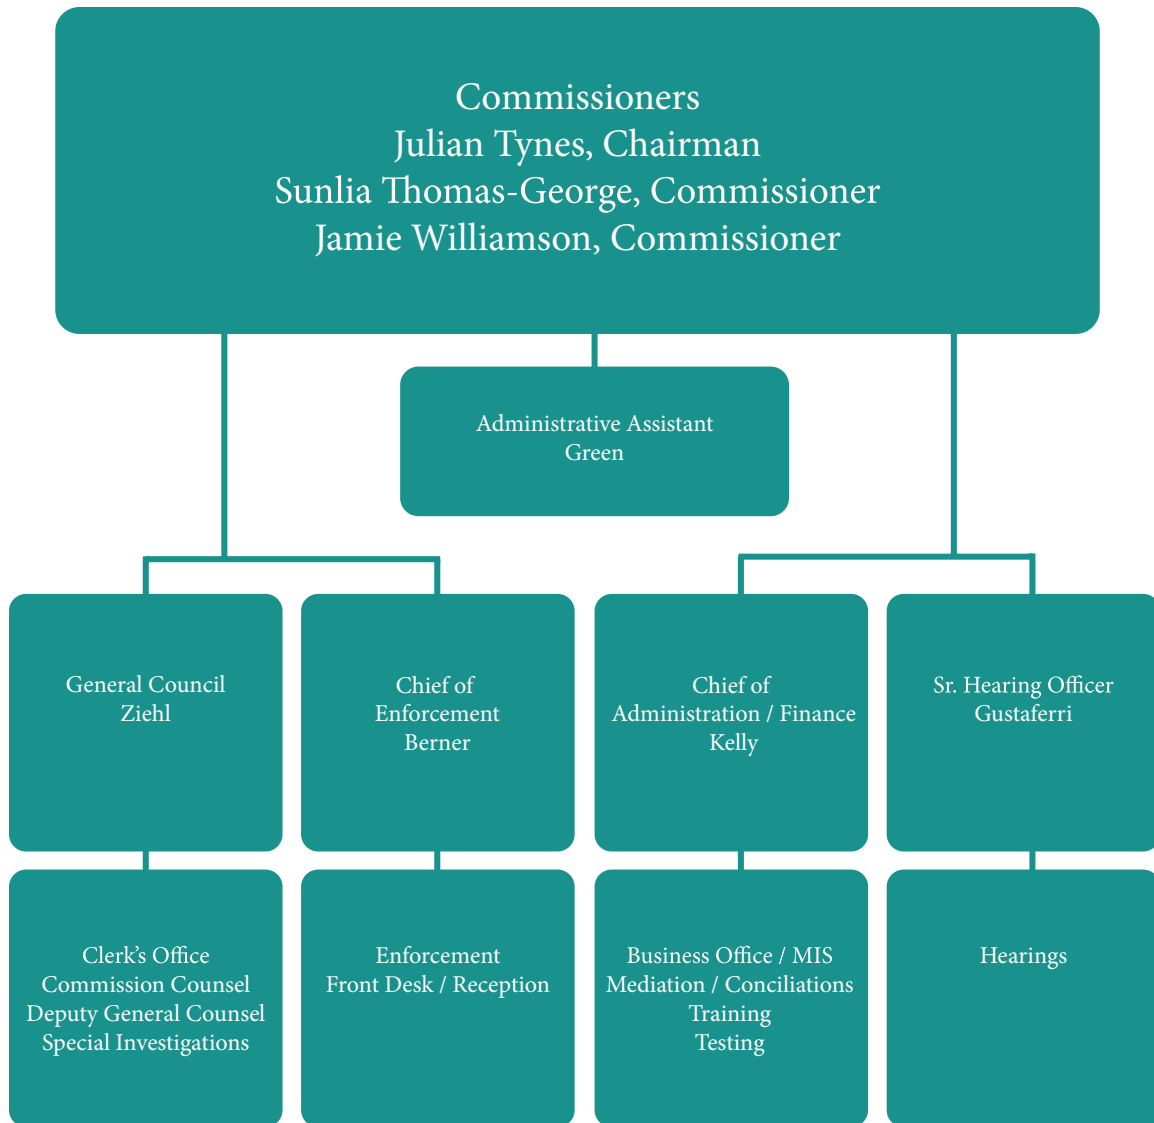 Commissioners
Julian Tynes, Chairman
Sunlia Thomas-George, Commissioner
Jamie Williamson, Commissioner
Administrative Assistant
Green
General Council
Ziehl
Chief of
Enforcement
Berner
Chief of
Administration / Finance
Kelly
Sr. Hearing Officer
Gustaferri
Clerk’s Office
Commission Counsel
Deputy General Counsel
Special Investigations
Enforcement
Front Desk / Reception
Business Office / MIS
Mediation / Conciliations
Training
Testing
Hearings